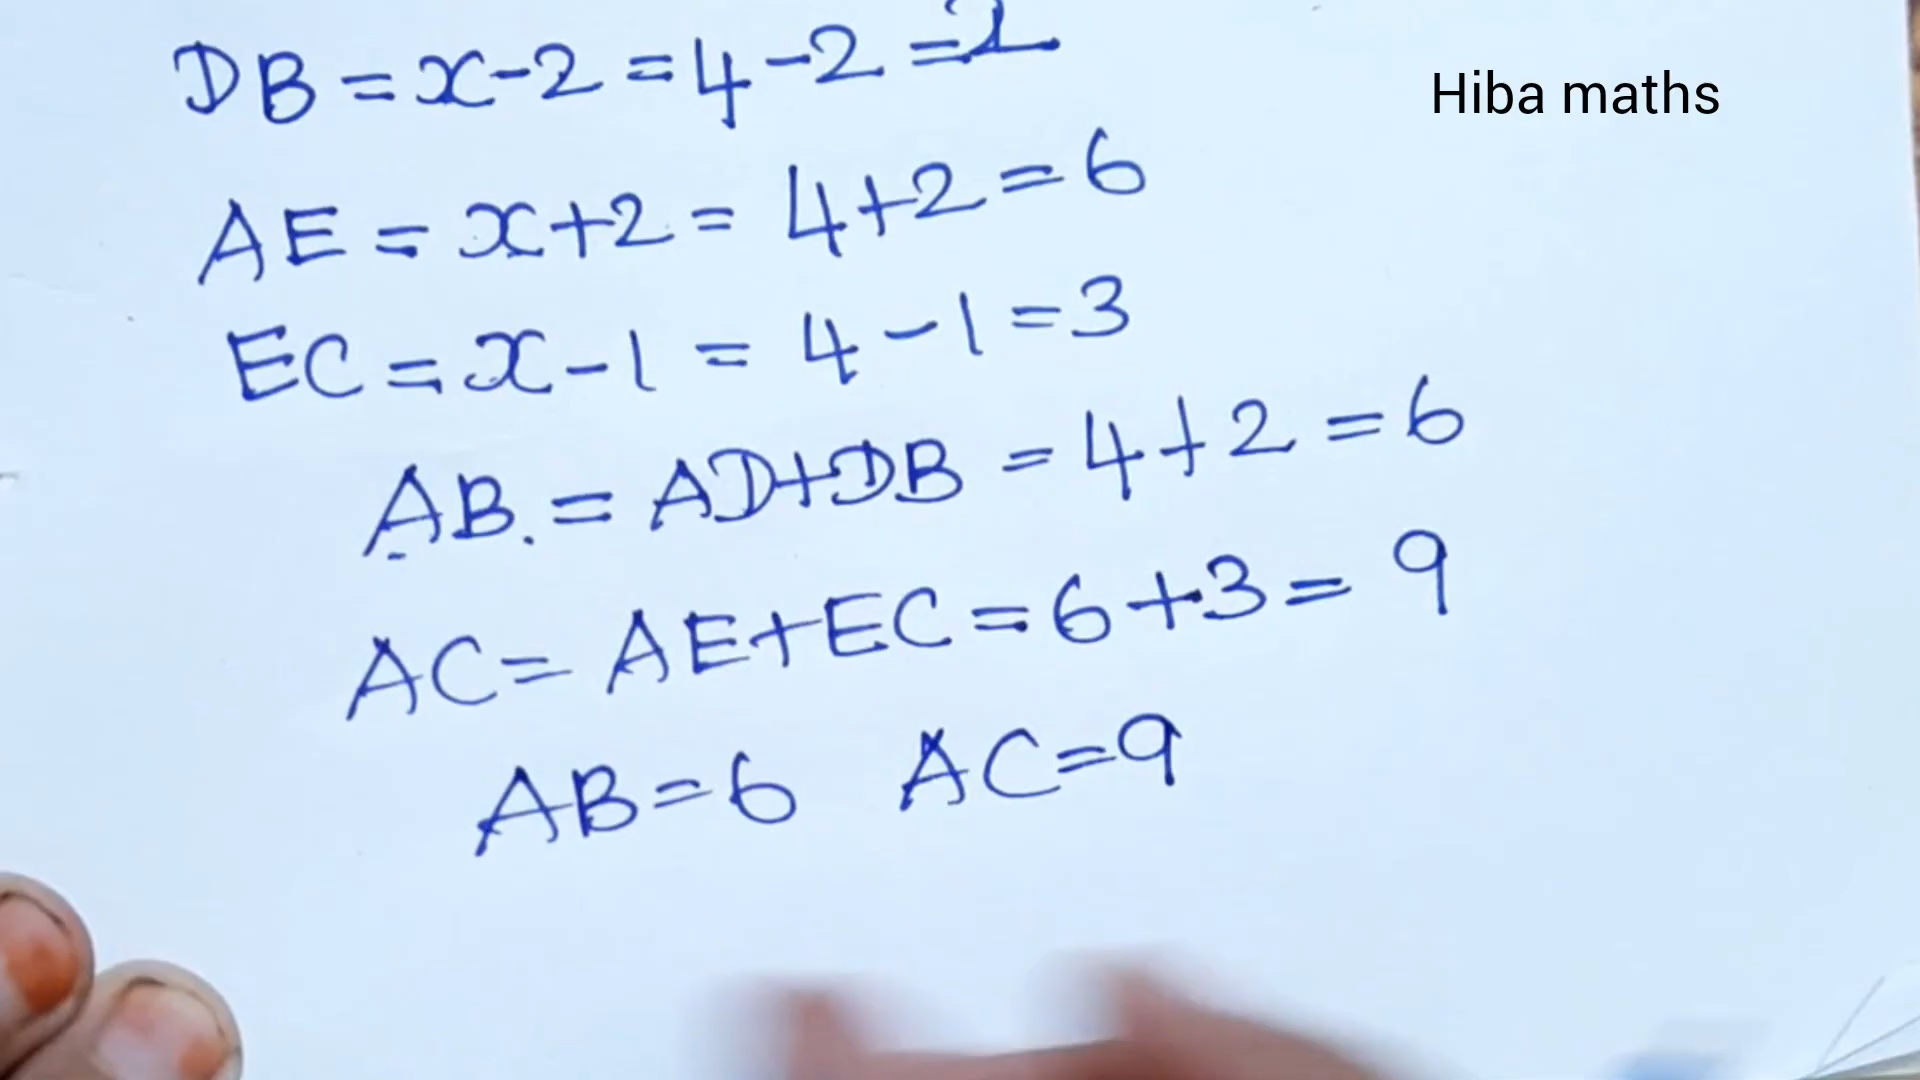 DB = x-2 = 4-2 = 2
Hiba maths
AE = x+2 = 4+2 = 6
EC = x-1 = 4-1 = 3
AB. = AD+DB = 4+2 = 6
AC = AE+EC = 6+3 = 9
AB = 6 AC = 9